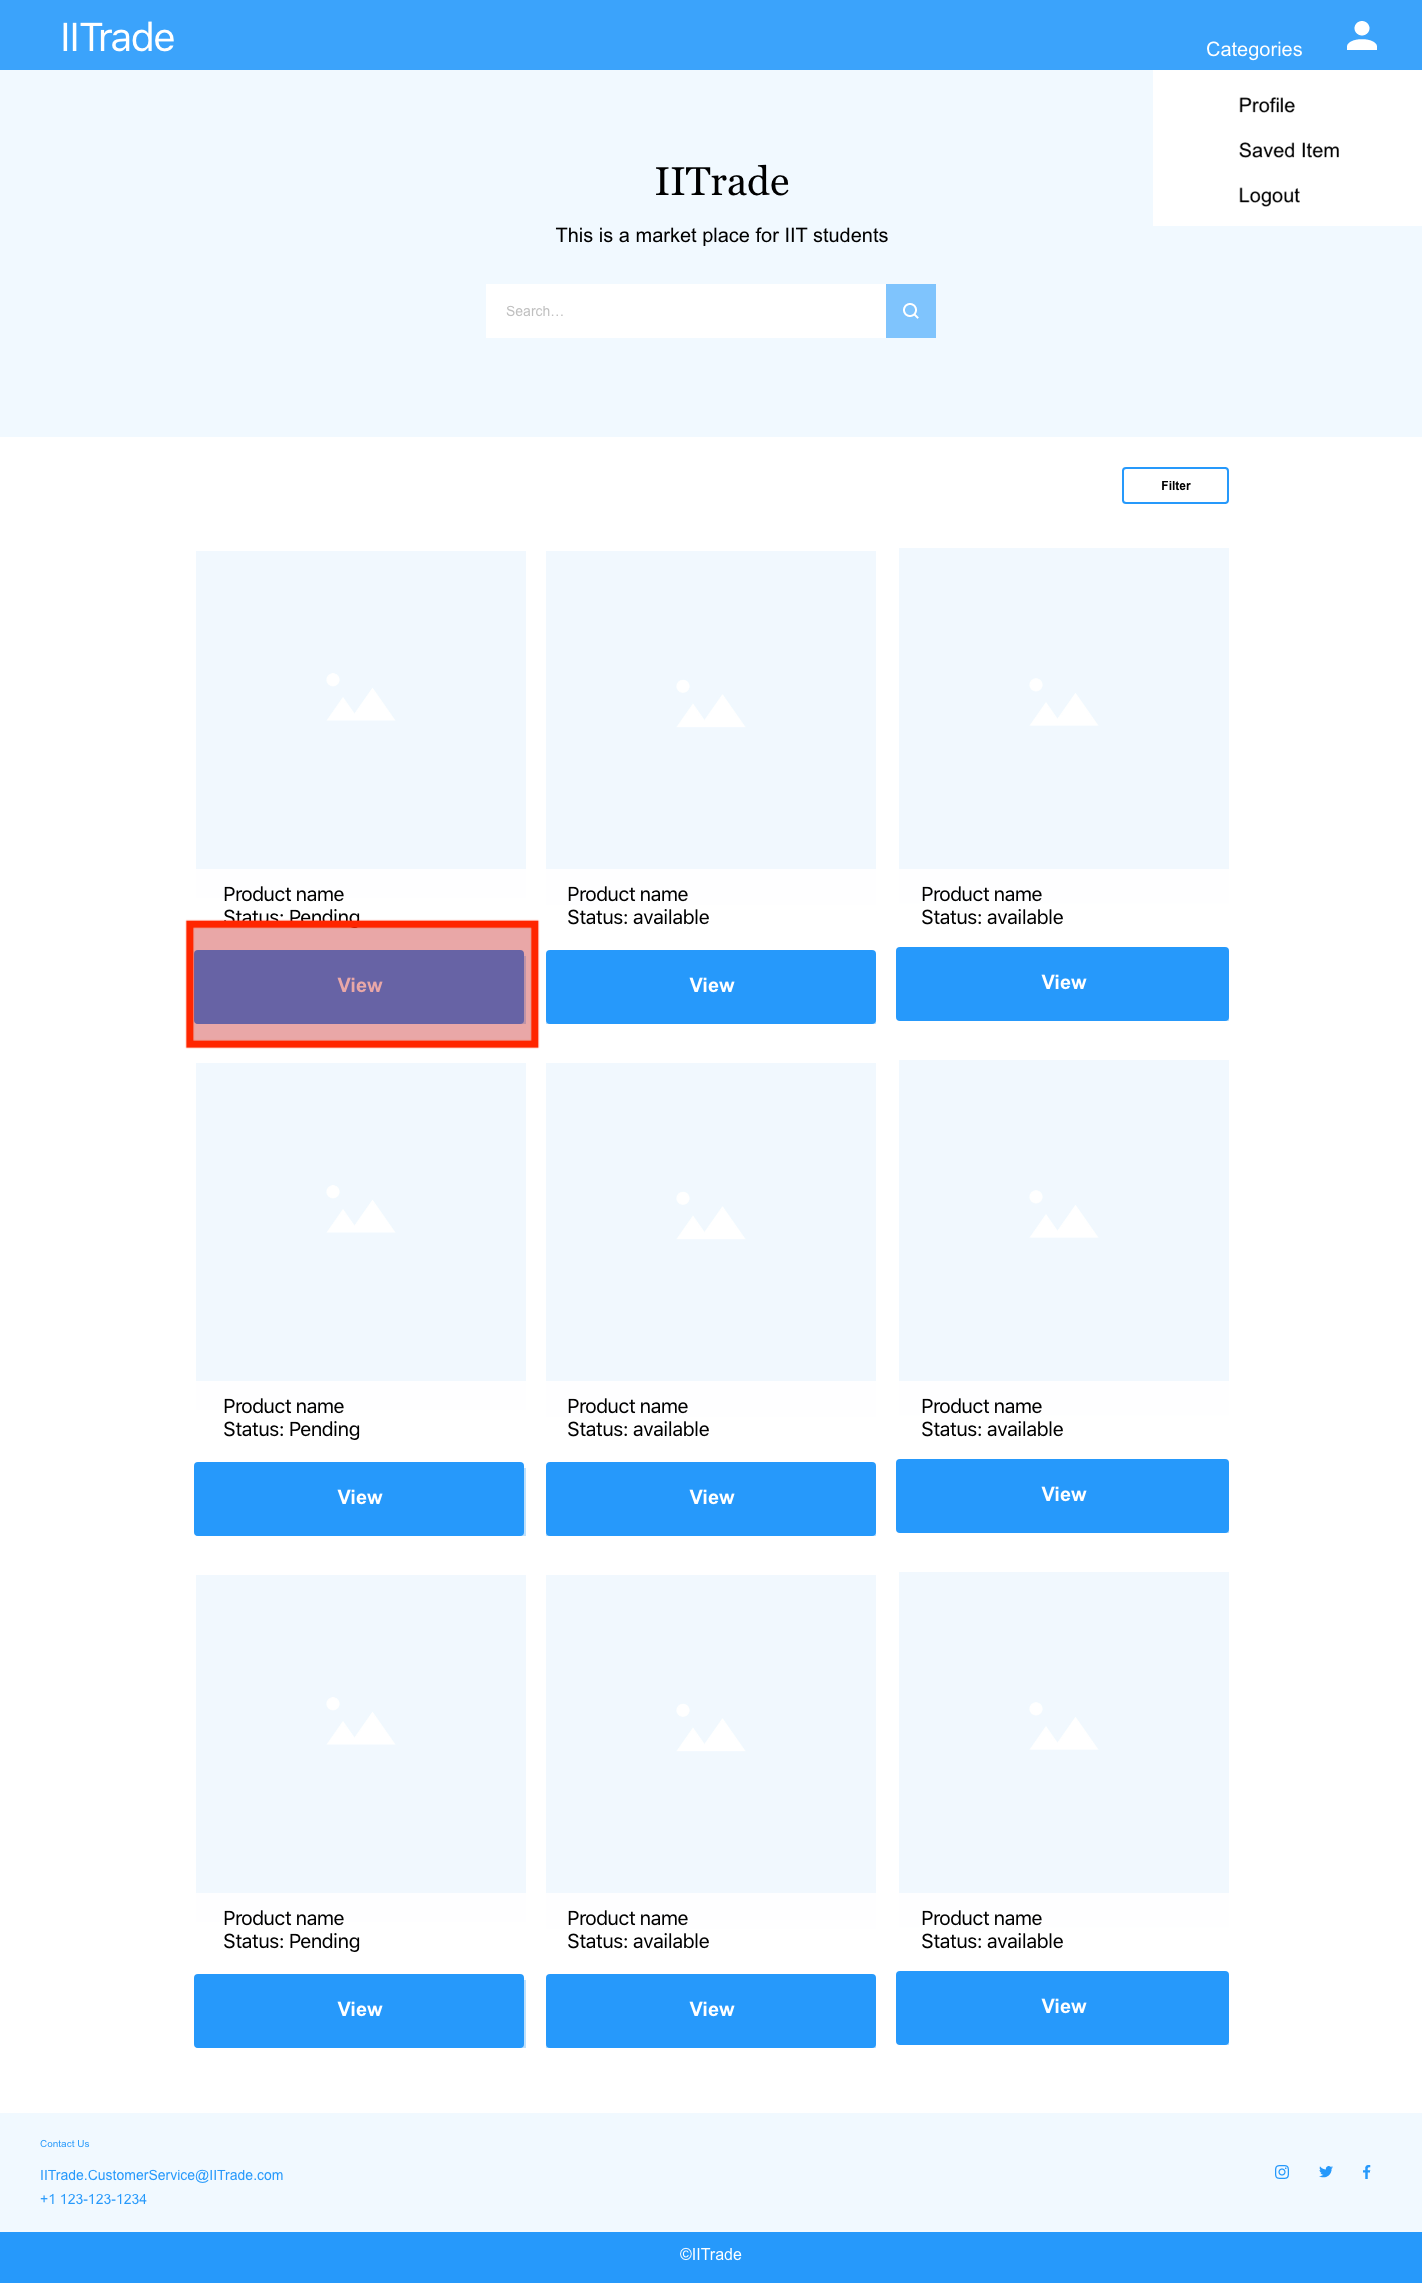 IITrade
Categories
Profile
Saved Item
Logout
IITrade
This is a market place for IIT students
Search...
Filter
Product name
Status: Pending
View
Product name
Status: available
View
Product name
Status: available
View
Product name
Status: Pending
View
Product name
Status: available
View
Product name
Status: available
View
Product name
Status: Pending
View
Product name
Status: available
View
Product name
Status: available
View
Contact Us
IITrade.CustomerService@IITrade.com
+1 123-123-1234
©IITrade